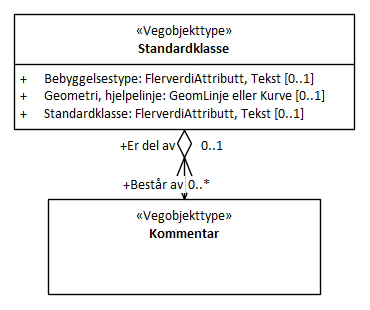 «Vegobjekttype»
Standardklasse
+ Bebyggelsestype: FlerverdiAttributt, Tekst [0..1]
+ Geometri, hjelpelinje: GeomLinje eller Kurve [0..1]
+ Standardklasse: FlerverdiAttributt, Tekst [0..1]
+Er del av 0..1
+Består av 0..*
«Vegobjekttype»
Kommentar